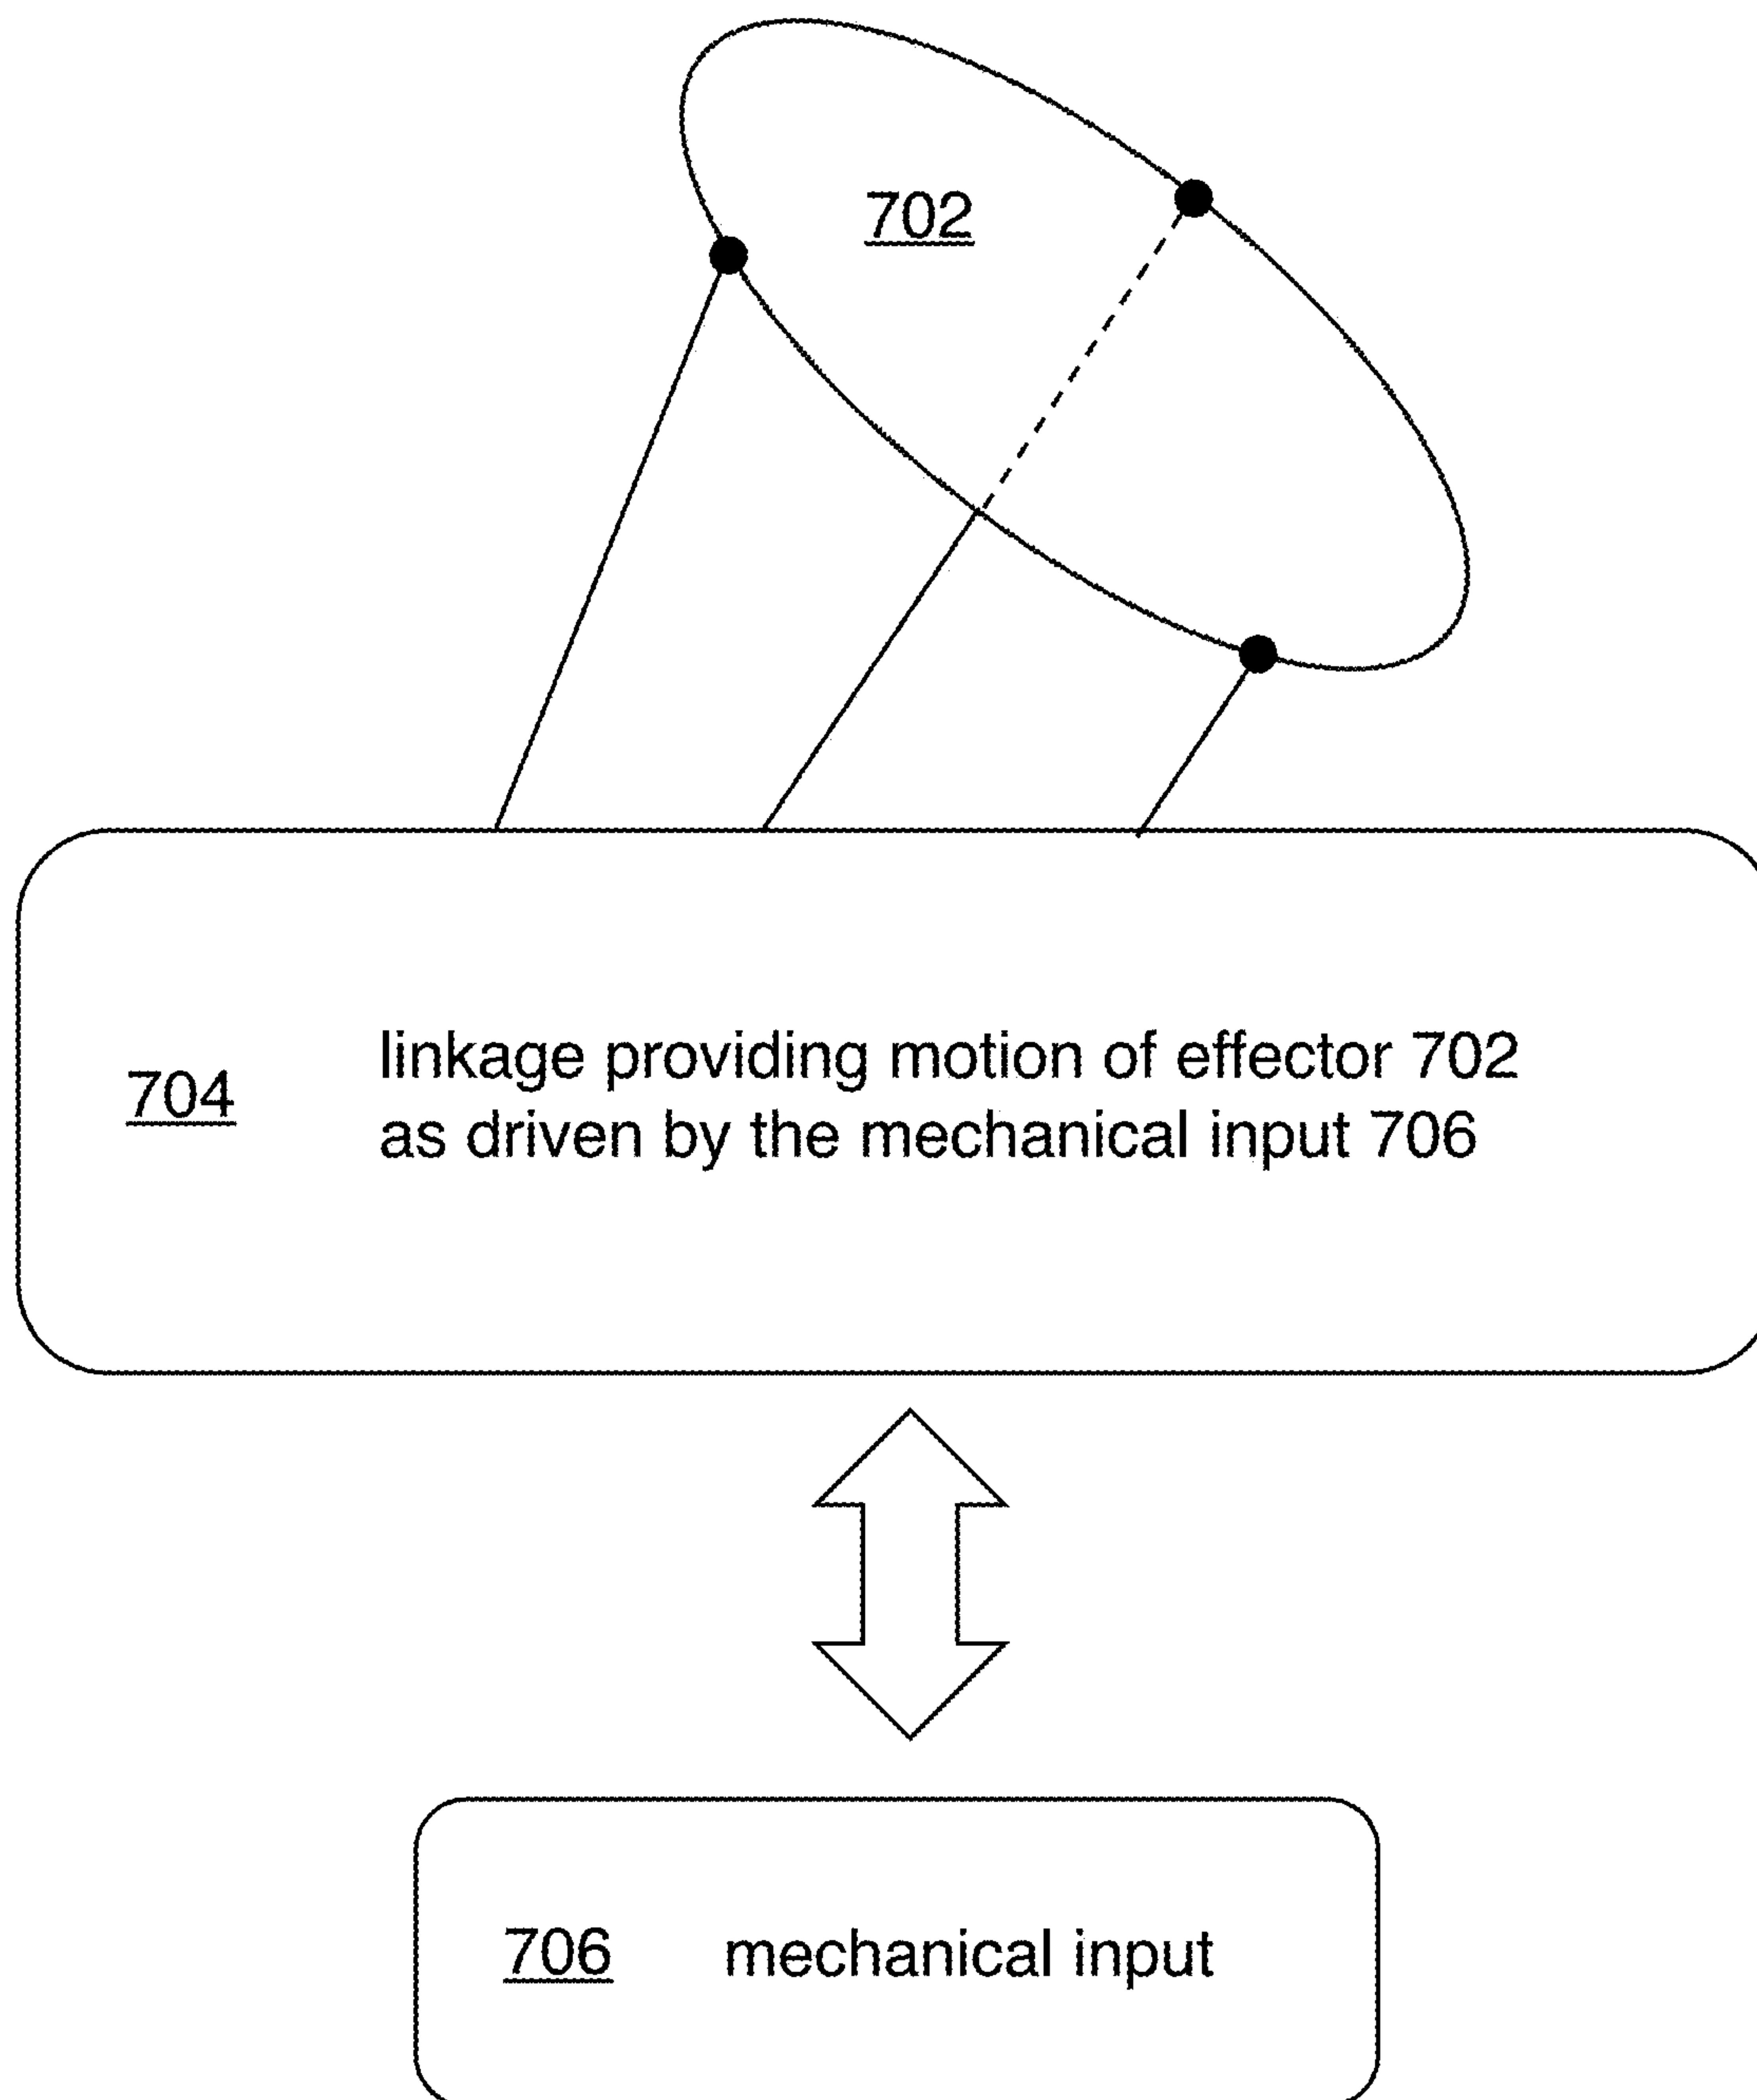 702
704 linkage providing motion of effector 702
as driven by the mechanical input 706
706 mechanical input